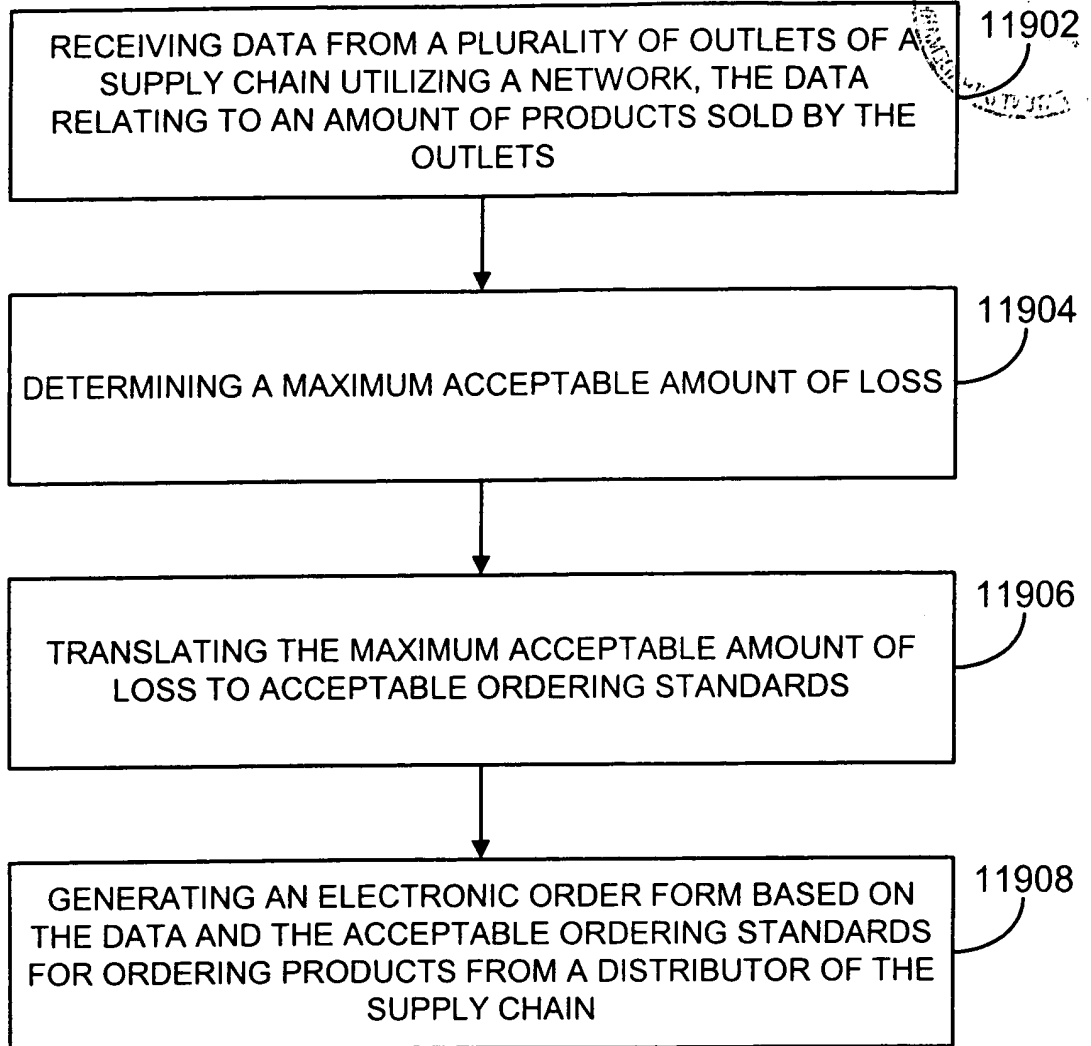 RECEIVING DATA FROM A PLURALITY OF OUTLETS OF A
SUPPLY CHAIN UTILIZING A NETWORK, THE DATA
RELATING TO AN AMOUNT OF PRODUCTS SOLD BY THE
OUTLETS
11902
DETERMINING A MAXIMUM ACCEPTABLE AMOUNT OF LOSS
11904
TRANSLATING THE MAXIMUM ACCEPTABLE AMOUNT OF
LOSS TO ACCEPTABLE ORDERING STANDARDS
11906
GENERATING AN ELECTRONIC ORDER FORM BASED ON
THE DATA AND THE ACCEPTABLE ORDERING STANDARDS
FOR ORDERING PRODUCTS FROM A DISTRIBUTOR OF THE
SUPPLY CHAIN
11908